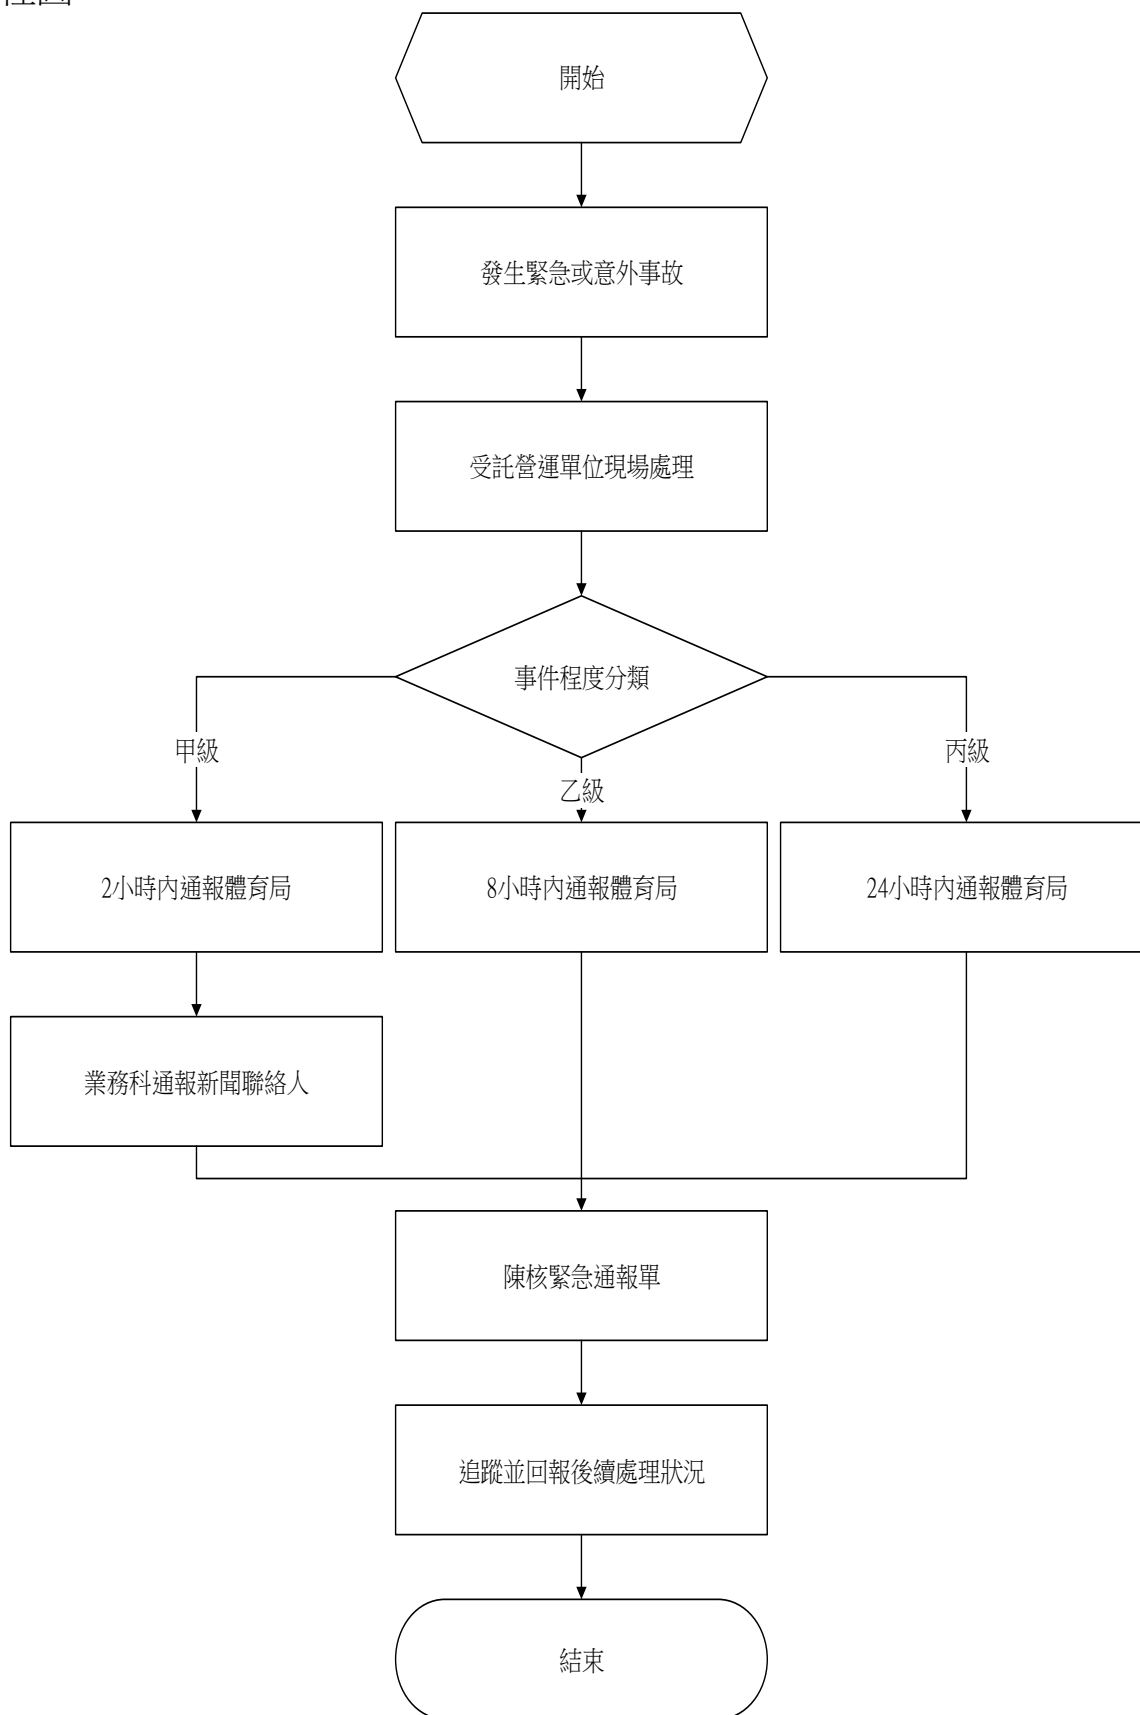 開始
發生緊急或意外事故
受託營運單位現場處理
事件程度分類
甲級
乙級
丙級
2小時內通報體育局
8小時內通報體育局
24小時內通報體育局
業務科通報新聞聯絡人
陳核緊急通報單
追蹤並回報後續處理狀況
結束